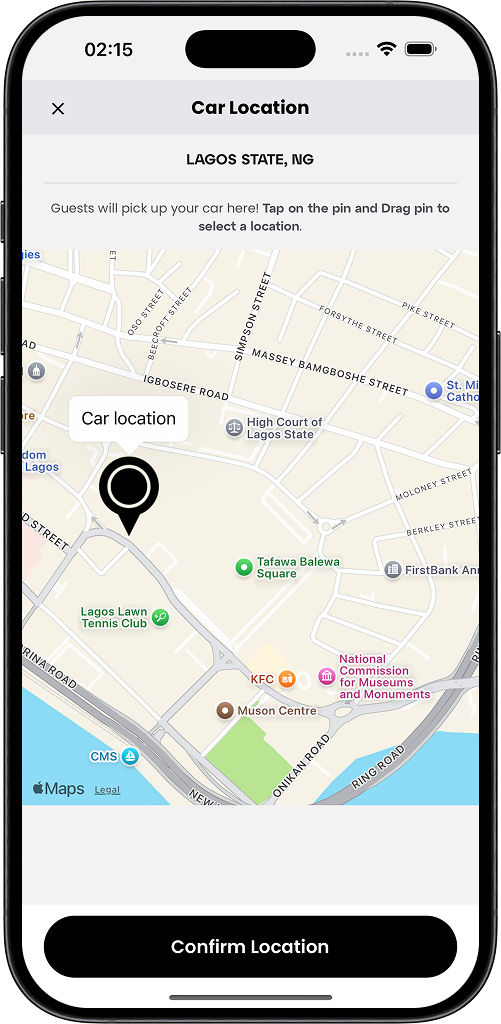 02:15
Car Location
LAGOS STATE, NG
Guests will pick up your car here! Tap on the pin and Drag pin to
select a location.
gies
OSO STREET
BEECROFT STREET
SIMPSON STREET
FORSYTHE STREET
PIKE STREET
MASSEY BAMGBOSHE STREET
IGBOSERE ROAD
AD
St. Mi
Catho
ore
Car location
High Court of
Lagos State
dom
Lagos
MOLONEY STREET
BERKLEY STREET
D STREET
Tafawa Balewa
Square
FirstBank Ann
Lagos Lawn
Tennis Club
RINA ROAD
KFC
National
Commission
for Museums
and Monuments
Muson Centre
CMS
ONIKAN ROAD
RING ROAD
Maps
Legal
NEW
Confirm Location